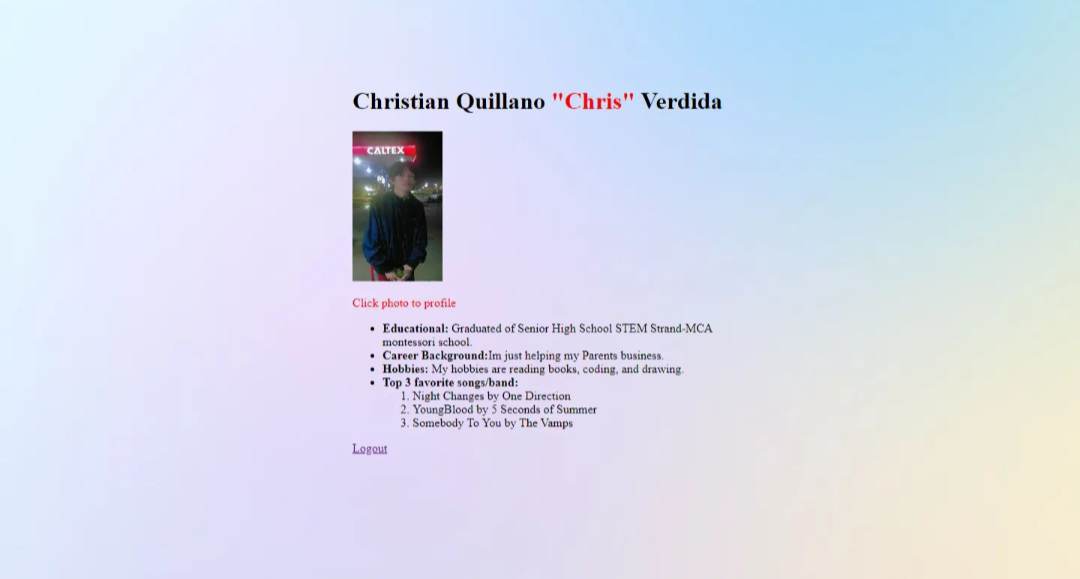 Christian Quillano "Chris" Verdida
CALTEX
Click photo to profile
Educational: Graduated of Senior High School STEM Strand-MCA
montessori school.
Career Background:Im just helping my Parents business.
Hobbies: My hobbies are reading books, coding, and drawing.
Top 3 favorite songs/band:
1. Night Changes by One Direction
2. YoungBlood by 5 Seconds of Summer
3. Somebody To You by The Vamps
Logout